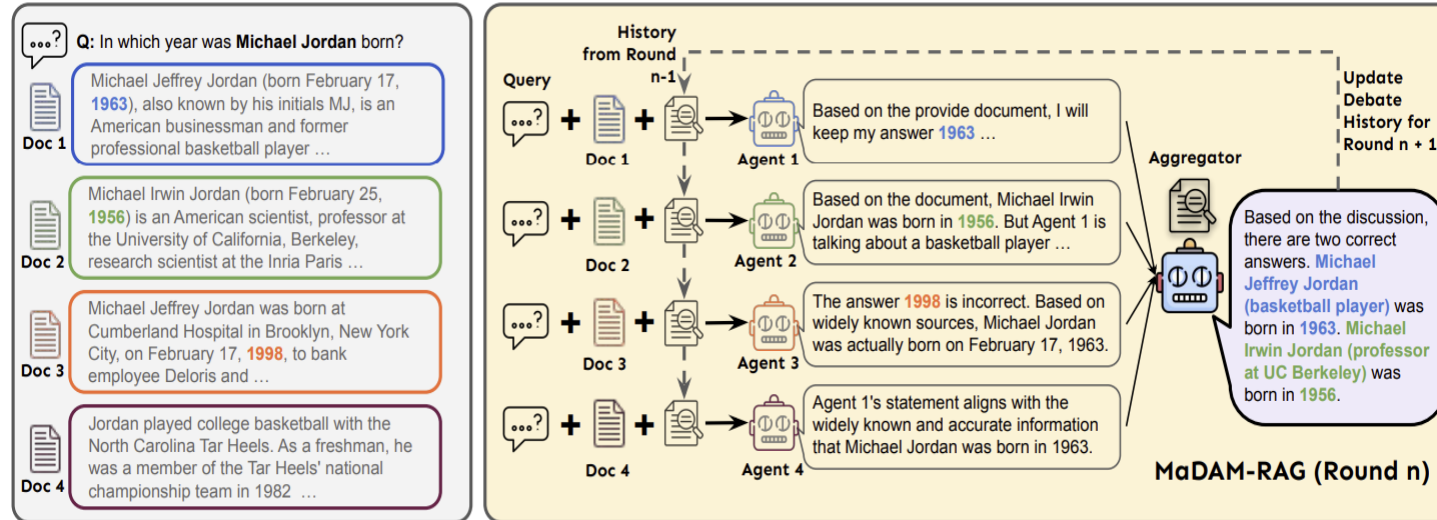 ...?
Q: In which year was Michael Jordan born?
Doc 1
Michael Jeffrey Jordan (born February 17,
1963), also known by his initials MJ, is an
American businessman and former
professional basketball player ...
Doc 2
Michael Irwin Jordan (born February 25,
1956) is an American scientist, professor at
the University of California, Berkeley,
research scientist at the Inria Paris ...
Doc 3
Michael Jeffrey Jordan was born at
Cumberland Hospital in Brooklyn, New York
City, on February 17, 1998, to bank
employee Deloris and ...
Doc 4
Jordan played college basketball with the
North Carolina Tar Heels. As a freshman, he
was a member of the Tar Heels' national
championship team in 1982 ...
History
from Round
n-1
Query
...?
+
Doc 1
+
Agent 1
Based on the provide document, I will
keep my answer 1963 ...
...?
+
Doc 2
+
Agent 2
Based on the document, Michael Irwin
Jordan was born in 1956. But Agent 1 is
talking about a basketball player ...
...?
+
Doc 3
+
Agent 3
The answer 1998 is incorrect. Based on
widely known sources, Michael Jordan
was actually born on February 17, 1963.
...?
+
Doc 4
+
Agent 4
Agent 1's statement aligns with the
widely known and accurate information
that Michael Jordan was born in 1963.
Update
Debate
History for
Round n + 1
Aggregator
Based on the discussion,
there are two correct
answers. Michael
Jeffrey Jordan
(basketball player) was
born in 1963. Michael
Irwin Jordan (professor
at UC Berkeley) was
born in 1956.
MaDAM-RAG (Round n)